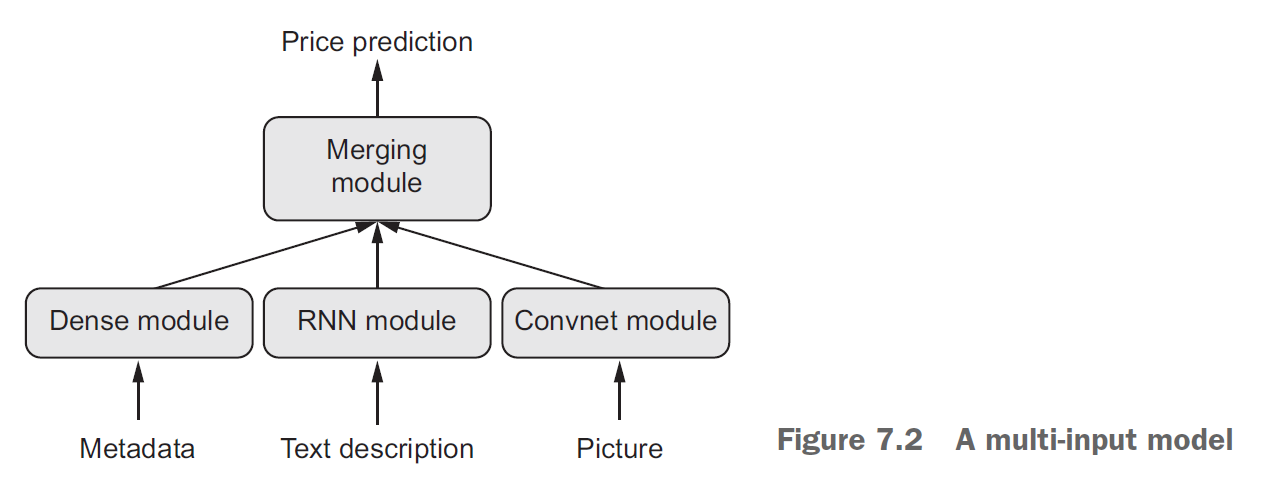 Price prediction
Merging
module
Dense module
RNN module
Convnet module
Metadata
Text description
Picture
Figure 7.2 A multi-input model